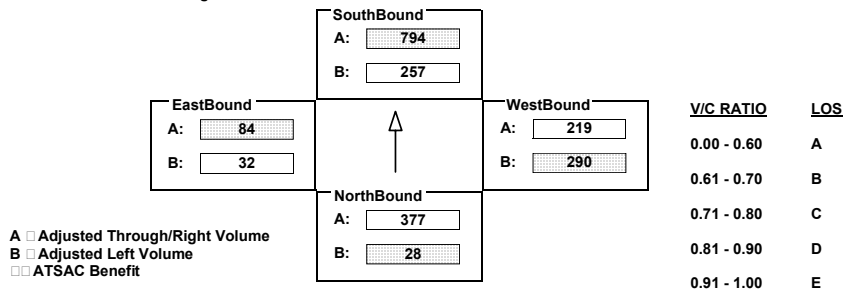 SouthBound
A: 794
B: 257
EastBound
A: 84
B: 32
WestBound
A: 219
B: 290
NorthBound
A: 377
B: 28
A □ Adjusted Through/Right Volume
B □ Adjusted Left Volume
□□ ATSAC Benefit
V/C RATIO LOS
0.00 - 0.60 A
0.61 - 0.70 B
0.71 - 0.80 C
0.81 - 0.90 D
0.91 - 1.00 E